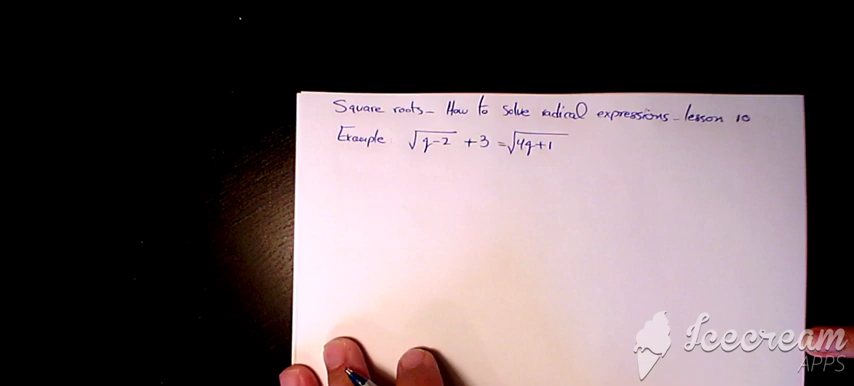 Square roots - How to solve radical expressions - lesson 10
Example: √(q-2) + 3 = √(4q+1)
Icecream
APPS